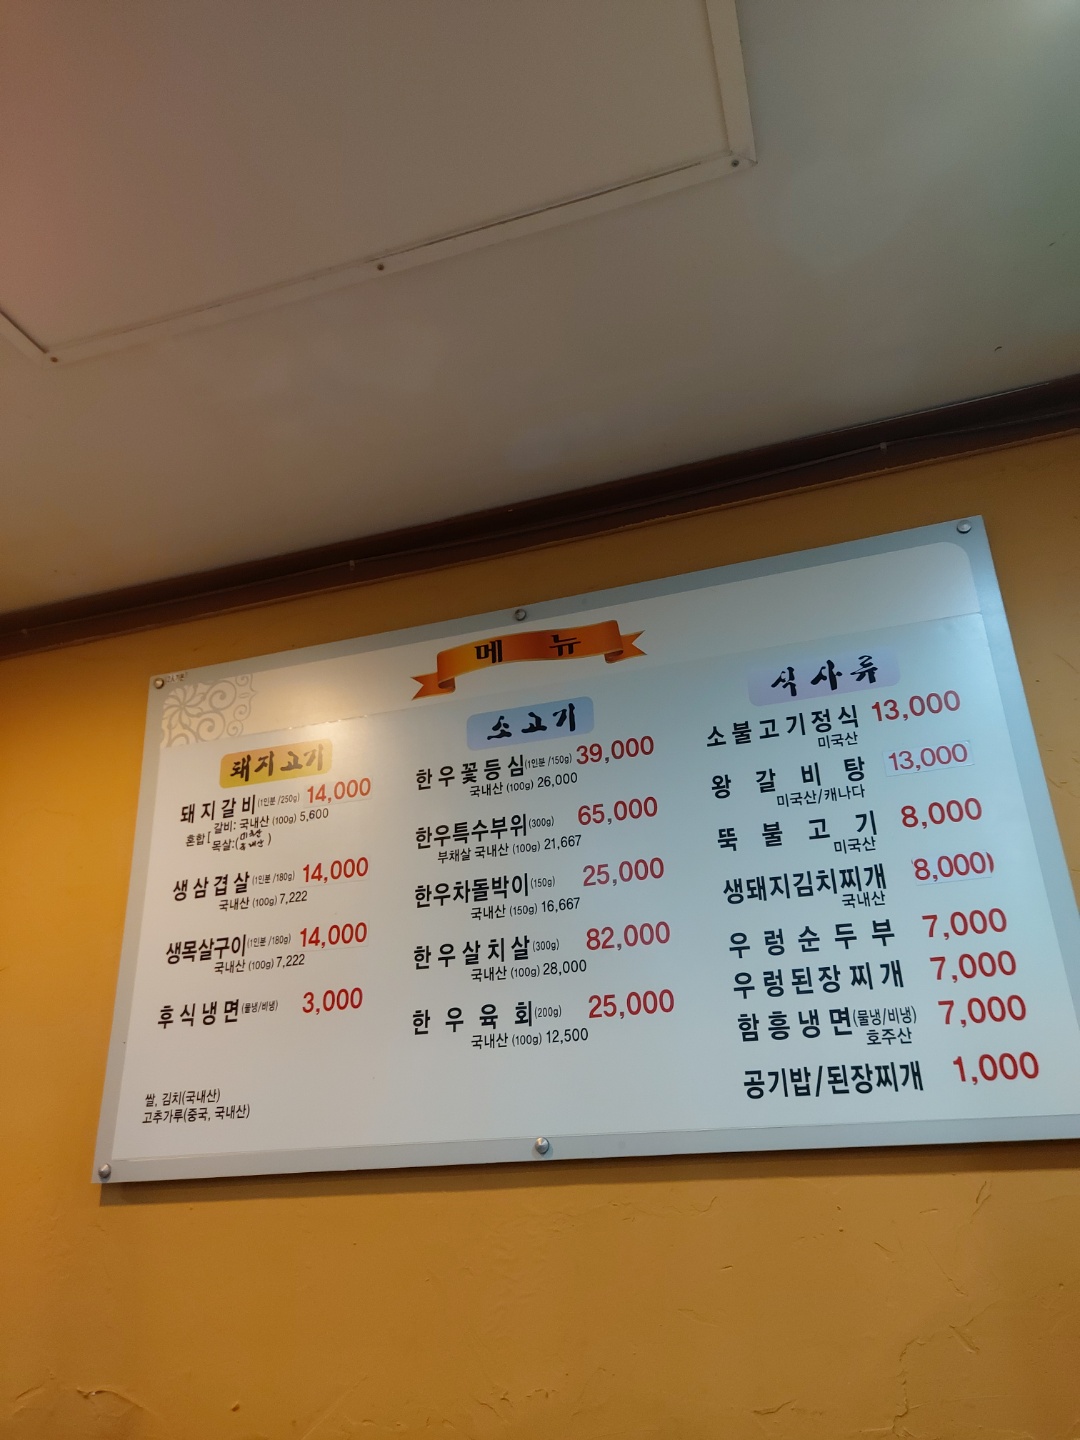 메 뉴
돼지고기
돼지갈비(1인분/250g) 14,000
갈비: 국내산 (100g) 5,600
혼합[
목살:(미국산 국내산)
생삼겹살(1인분/180g) 14,000
국내산 (100g) 7,222
생목살구이(1인분/180g) 14,000
국내산 (100g) 7,222
후식냉면(물냉/비냉) 3,000
쌀, 김치(국내산)
고추가루(중국, 국내산)
소고기
한우꽃등심(1인분/150g) 39,000
국내산 (100g) 26,000
한우특수부위(300g) 65,000
부채살 국내산 (100g) 21,667
한우차돌박이(150g) 25,000
국내산 (150g) 16,667
한우살치살(300g) 82,000
국내산 (100g) 28,000
한우육회(200g) 25,000
국내산 (100g) 12,500
식사류
소불고기정식 13,000
미국산
왕갈비탕 13,000
미국산/캐나다
뚝불고기 8,000
미국산
생돼지김치찌개 8,000
국내산
우렁순두부 7,000
우렁된장찌개 7,000
함흥냉면(물냉/비냉) 7,000
호주산
공기밥/된장찌개 1,000